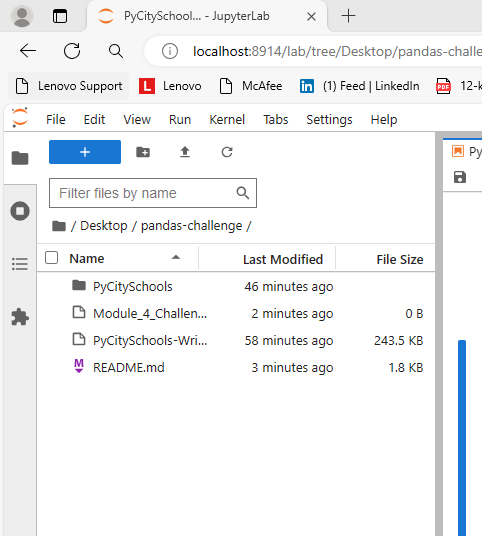 PyCitySchool... - JupyterLab
localhost:8914/lab/tree/Desktop/pandas-challe
Lenovo Support L Lenovo McAfee in (1) Feed | LinkedIn PDF 12-k
File Edit View Run Kernel Tabs Settings Help
Filter files by name
/ Desktop / pandas-challenge /
Name Last Modified File Size
PyCitySchools 46 minutes ago
Module_4_Challen... 2 minutes ago 0 B
PyCitySchools-Wri... 58 minutes ago 243.5 KB
M README.md 3 minutes ago 1.8 KB
Py